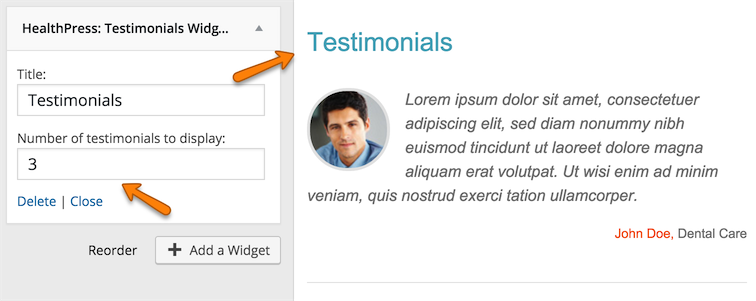 HealthPress: Testimonials Widg...
Title:
Testimonials
Number of testimonials to display:
3
Delete | Close
Reorder
Add a Widget
Testimonials
Lorem ipsum dolor sit amet, consectetuer
adipiscing elit, sed diam nonummy nibh
euismod tincidunt ut laoreet dolore magna
aliquam erat volutpat. Ut wisi enim ad minim
veniam, quis nostrud exerci tation ullamcorper.
John Doe, Dental Care